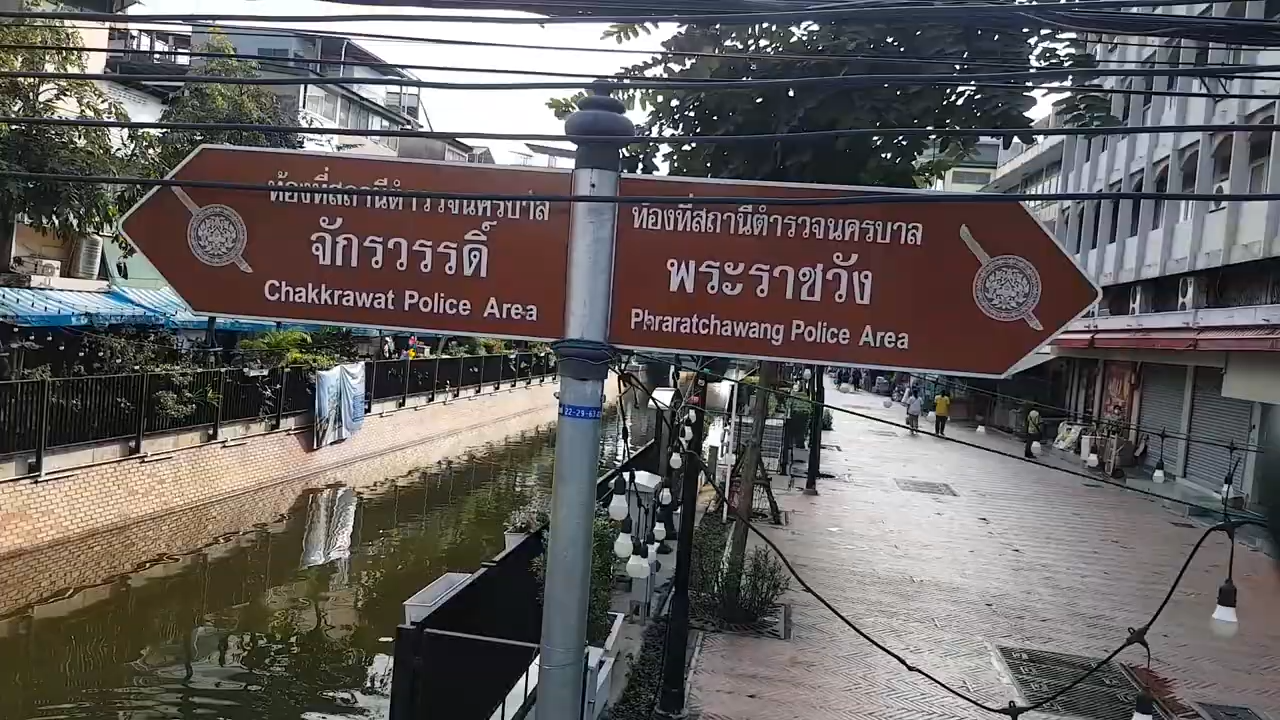 ท้องที่สถานีตำรวจนครบาล
จักรวรรดิ์
Chakkrawat Police Area
ท้องที่สถานีตำรวจนครบาล
พระราชวัง
Phraratchawang Police Area